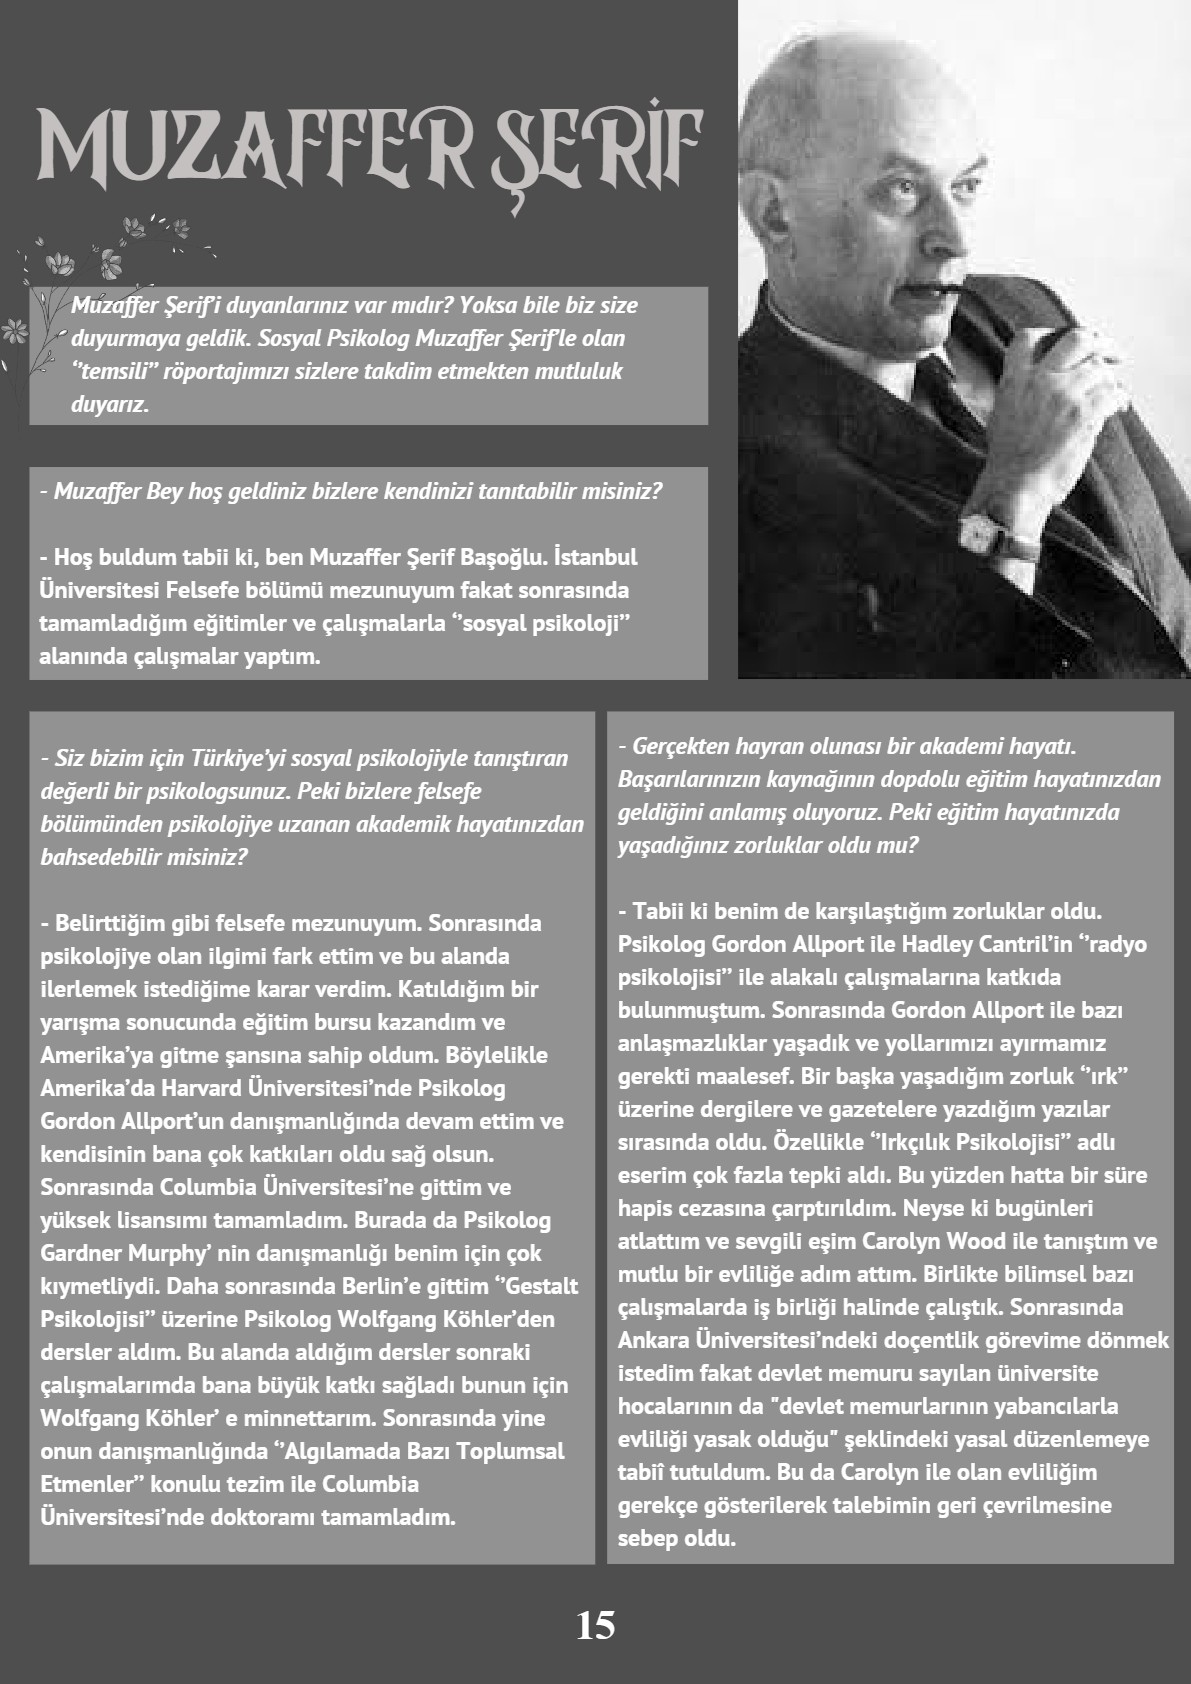 MUZAFFER ŞERİF
Muzaffer Şerif’i duyanlarınız var mıdır? Yoksa bile biz size
duyurmaya geldik. Sosyal Psikolog Muzaffer Şerif’le olan
‘’temsili’’ röportajımızı sizlere takdim etmekten mutluluk
duyarız.
- Muzaffer Bey hoş geldiniz bizlere kendinizi tanıtabilir misiniz?
- Hoş buldum tabii ki, ben Muzaffer Şerif Başoğlu. İstanbul
Üniversitesi Felsefe bölümü mezunuyum fakat sonrasında
tamamladığım eğitimler ve çalışmalarla ‘’sosyal psikoloji’’
alanında çalışmalar yaptım.
- Siz bizim için Türkiye’yi sosyal psikolojiyle tanıştıran
değerli bir psikologsunuz. Peki bizlere felsefe
bölümünden psikolojiye uzanan akademik hayatınızdan
bahsedebilir misiniz?
- Belirttiğim gibi felsefe mezunuyum. Sonrasında
psikolojiye olan ilgimi fark ettim ve bu alanda
ilerlemek istediğime karar verdim. Katıldığım bir
yarışma sonucunda eğitim bursu kazandım ve
Amerika’ya gitme şansına sahip oldum. Böylelikle
Amerika’da Harvard Üniversitesi’nde Psikolog
Gordon Allport’un danışmanlığında devam ettim ve
kendisinin bana çok katkıları oldu sağ olsun.
Sonrasında Columbia Üniversitesi’ne gittim ve
yüksek lisansımı tamamladım. Burada da Psikolog
Gardner Murphy’ nin danışmanlığı benim için çok
kıymetliydi. Daha sonrasında Berlin’e gittim ‘’Gestalt
Psikolojisi’’ üzerine Psikolog Wolfgang Köhler’den
dersler aldım. Bu alanda aldığım dersler sonraki
çalışmalarımda bana büyük katkı sağladı bunun için
Wolfgang Köhler’ e minnettarım. Sonrasında yine
onun danışmanlığında ‘’Algılamada Bazı Toplumsal
Etmenler’’ konulu tezim ile Columbia
Üniversitesi’nde doktoramı tamamladım.
- Gerçekten hayran olunası bir akademi hayatı.
Başarılarınızın kaynağının dopdolu eğitim hayatınızdan
geldiğini anlamış oluyoruz. Peki eğitim hayatınızda
yaşadığınız zorluklar oldu mu?
- Tabii ki benim de karşılaştığım zorluklar oldu.
Psikolog Gordon Allport ile Hadley Cantril’in ‘’radyo
psikolojisi’’ ile alakalı çalışmalarına katkıda
bulunmuştum. Sonrasında Gordon Allport ile bazı
anlaşmazlıklar yaşadık ve yollarımızı ayırmamız
gerekti maalesef. Bir başka yaşadığım zorluk ‘’ırk’’
üzerine dergilere ve gazetelere yazdığım yazılar
sırasında oldu. Özellikle ‘’Irkçılık Psikolojisi’’ adlı
eserim çok fazla tepki aldı. Bu yüzden hatta bir süre
hapis cezasına çarptırıldım. Neyse ki bugünleri
atlattım ve sevgili eşim Carolyn Wood ile tanıştım ve
mutlu bir evliliğe adım attım. Birlikte bilimsel bazı
çalışmalarda iş birliği halinde çalıştık. Sonrasında
Ankara Üniversitesi’ndeki doçentlik görevime dönmek
istedim fakat devlet memuru sayılan üniversite
hocalarının da "devlet memurlarının yabancılarla
evliliği yasak olduğu" şeklindeki yasal düzenlemeye
tabiî tutuldum. Bu da Carolyn ile olan evliliğim
gerekçe gösterilerek talebimin geri çevrilmesine
sebep oldu.
15